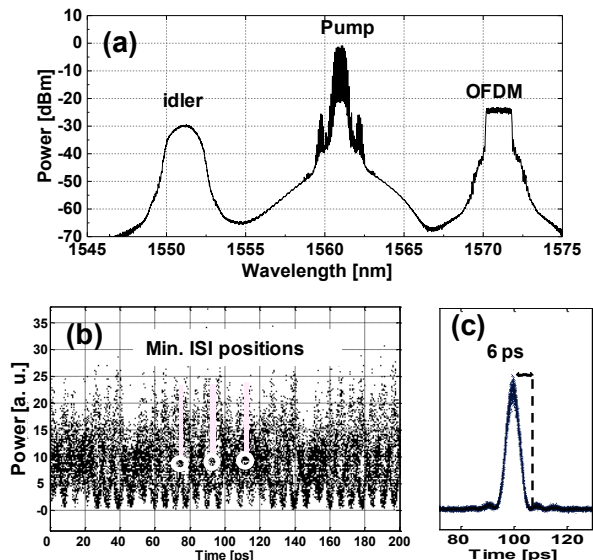 10
(a)
Pump
0
-10
OFDM
-20
idler
-30
-40
-50
-60
-70
Power [dBm]
1545 1550 1555 1560 1565 1570 1575
Wavelength [nm]
35
(b)
Min. ISI positions
30
25
20
15
10
5
-0
Power [a. u.]
0 20 40 60 80 100 120 140 160 180 200
Time [ps]
(c)
6 ps
80 100 120
Time [ps]